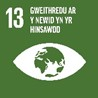 13 GWEITHREDU AR
Y NEWID YN YR
HINSAWDD